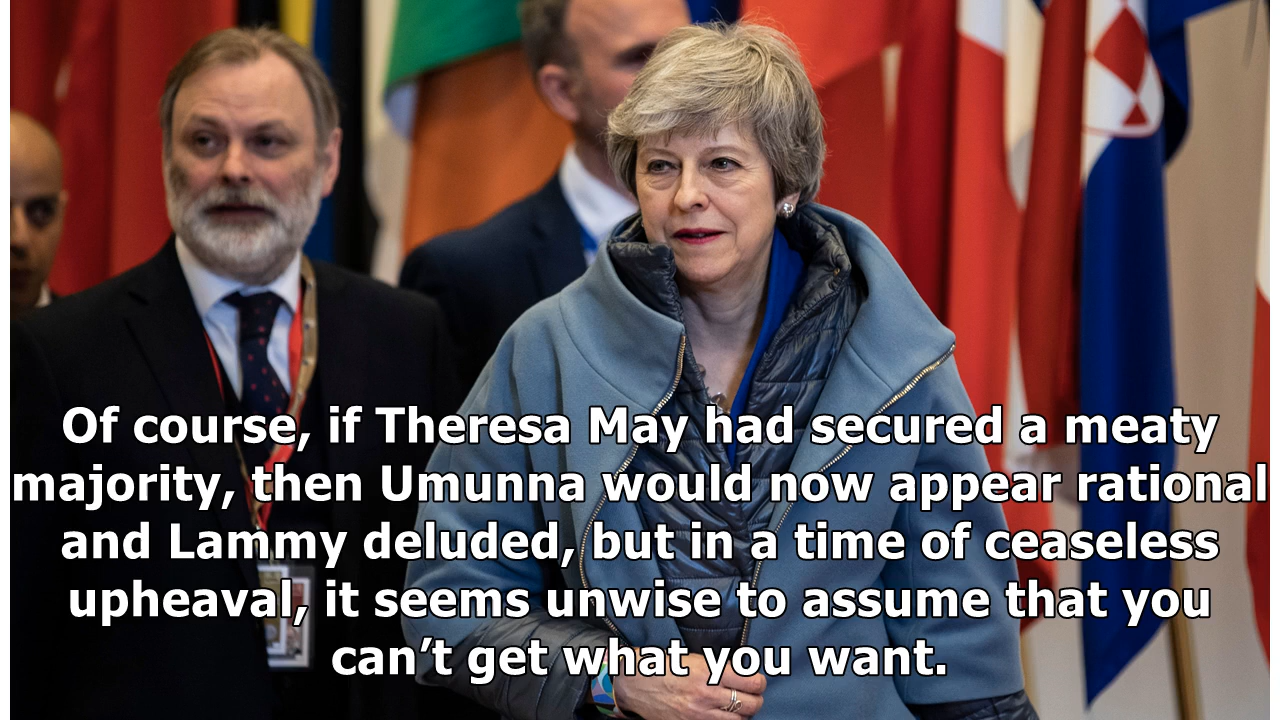 Of course, if Theresa May had secured a meaty
majority, then Umunna would now appear rational
and Lammy deluded, but in a time of ceaseless
upheaval, it seems unwise to assume that you
can’t get what you want.